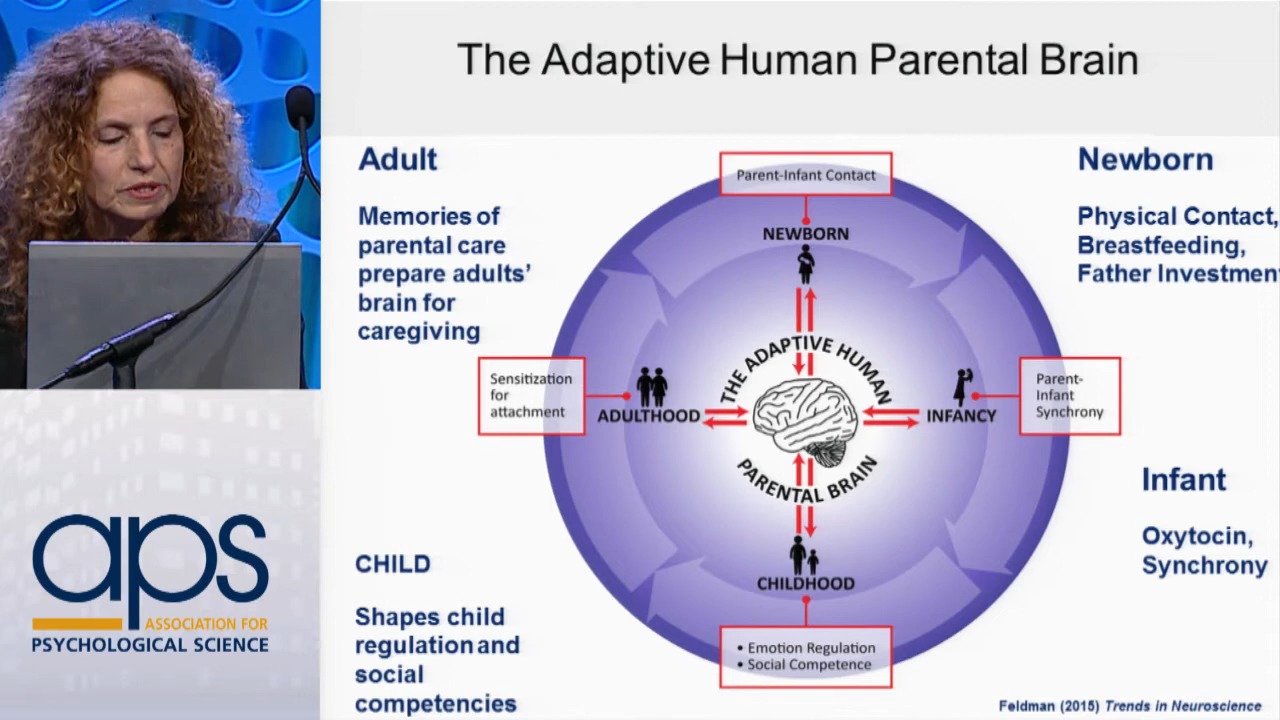 The Adaptive Human Parental Brain
Adult
Memories of
parental care
prepare adults’
brain for
caregiving
Newborn
Physical Contact,
Breastfeeding,
Father Investment
Parent-Infant Contact
NEWBORN
THE ADAPTIVE HUMAN
PARENTAL BRAIN
Sensitization
for
attachment
ADULTHOOD
INFANCY
Parent-
Infant
Synchrony
CHILDHOOD
• Emotion Regulation
• Social Competence
Infant
Oxytocin,
Synchrony
CHILD
Shapes child
regulation and
social
competencies
Feldman (2015) Trends in Neuroscience
aps
ASSOCIATION FOR
PSYCHOLOGICAL SCIENCE